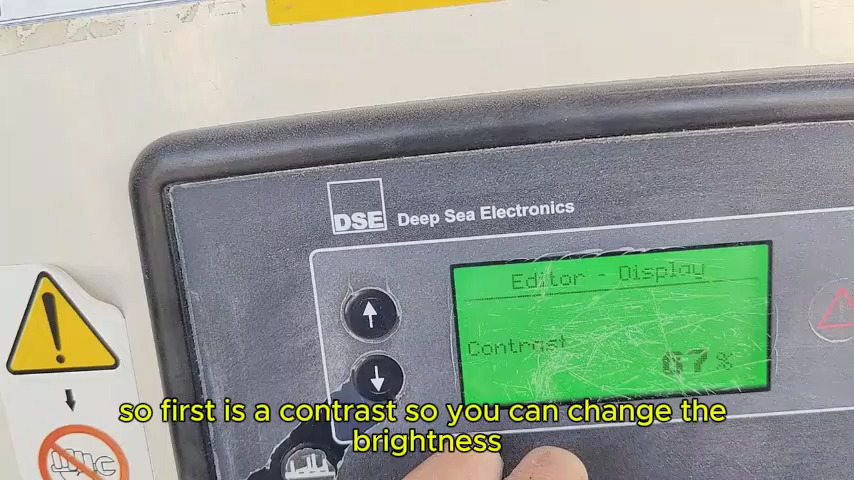 DSE Deep Sea Electronics
Editor - Display
Contrast
67 %
so first is a contrast so you can change the
brightness